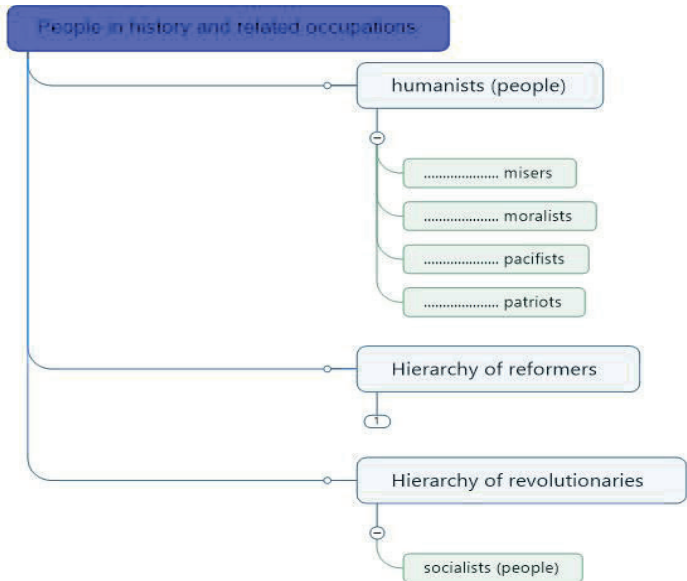 People in history and related occupations
humanists (people)
..................... misers
..................... moralists
..................... pacifists
..................... patriots
Hierarchy of reformers
1
Hierarchy of revolutionaries
socialists (people)